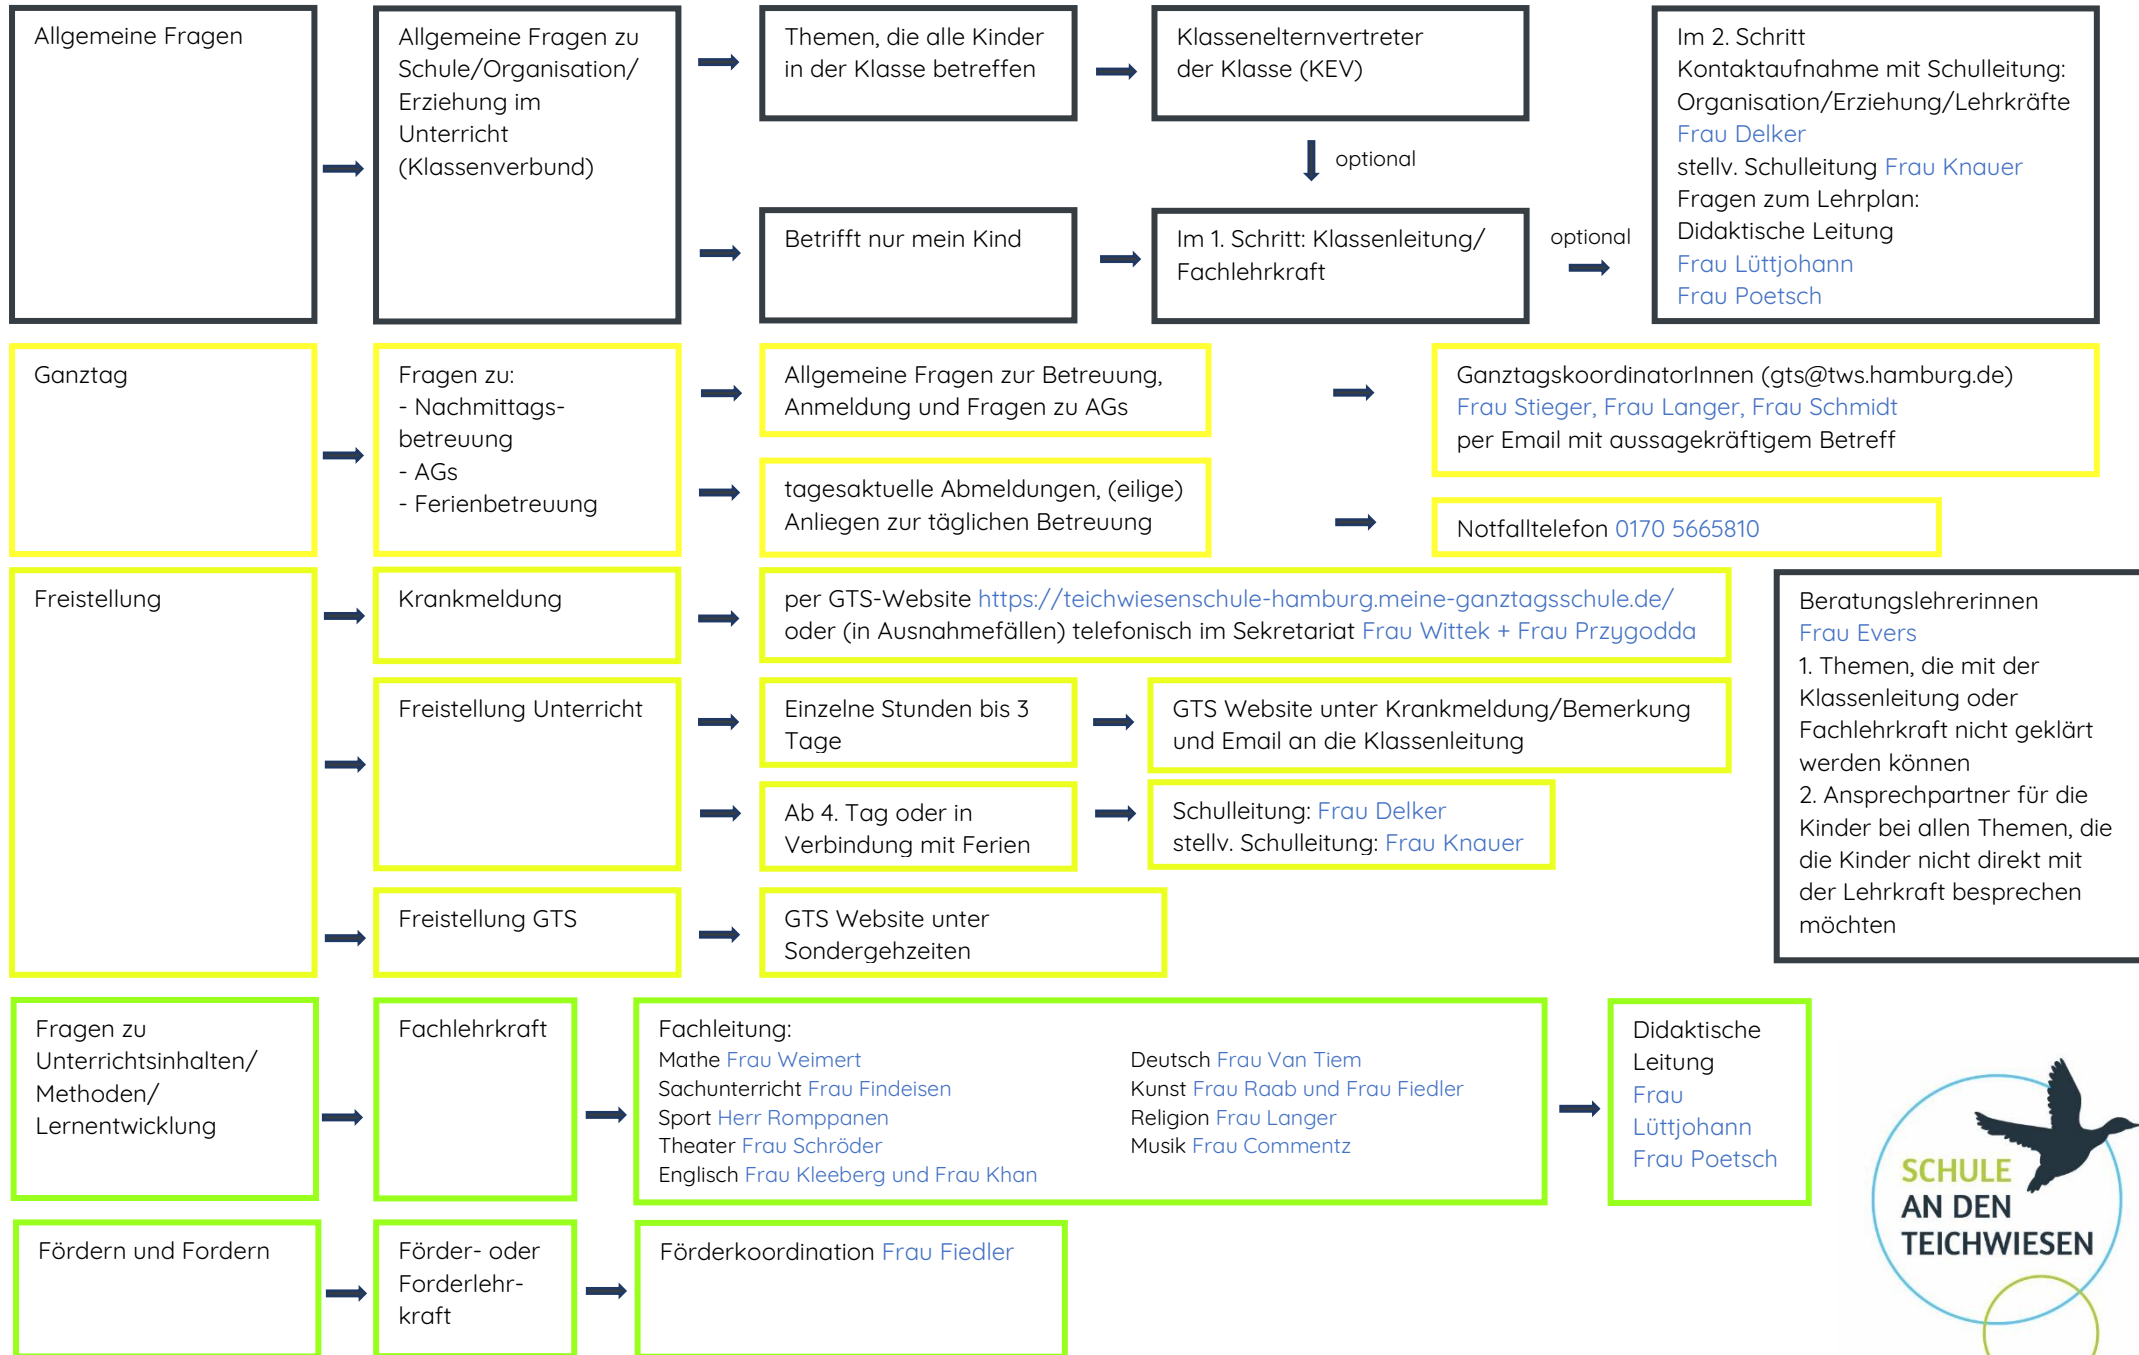 Allgemeine Fragen
Allgemeine Fragen zu
Schule/Organisation/
Erziehung im
Unterricht
(Klassenverbund)
Themen, die alle Kinder
in der Klasse betreffen
Klassenelternvertreter
der Klasse (KEV)
optional
Betrifft nur mein Kind
Im 1. Schritt: Klassenleitung/
Fachlehrkraft
optional
Im 2. Schritt
Kontaktaufnahme mit Schulleitung:
Organisation/Erziehung/Lehrkräfte
Frau Delker
stellv. Schulleitung Frau Knauer
Fragen zum Lehrplan:
Didaktische Leitung
Frau Lüttjohann
Frau Poetsch
Ganztag
Fragen zu:
- Nachmittags-
betreuung
- AGs
- Ferienbetreuung
Allgemeine Fragen zur Betreuung,
Anmeldung und Fragen zu AGs
GanztagskoordinatorInnen (gts@tws.hamburg.de)
Frau Stieger, Frau Langer, Frau Schmidt
per Email mit aussagekräftigem Betreff
tagesaktuelle Abmeldungen, (eilige)
Anliegen zur täglichen Betreuung
Notfalltelefon 0170 5665810
Freistellung
Krankmeldung
per GTS-Website https://teichwiesenschule-hamburg.meine-ganztagsschule.de/
oder (in Ausnahmefällen) telefonisch im Sekretariat Frau Wittek + Frau Przygodda
Freistellung Unterricht
Einzelne Stunden bis 3
Tage
GTS Website unter Krankmeldung/Bemerkung
und Email an die Klassenleitung
Ab 4. Tag oder in
Verbindung mit Ferien
Schulleitung: Frau Delker
stellv. Schulleitung: Frau Knauer
Freistellung GTS
GTS Website unter
Sondergehzeiten
Beratungslehrerinnen
Frau Evers
1. Themen, die mit der
Klassenleitung oder
Fachlehrkraft nicht geklärt
werden können
2. Ansprechpartner für die
Kinder bei allen Themen, die
die Kinder nicht direkt mit
der Lehrkraft besprechen
möchten
Fragen zu
Unterrichtsinhalten/
Methoden/
Lernentwicklung
Fachlehrkraft
Fachleitung:
Mathe Frau Weimert
Sachunterricht Frau Findeisen
Sport Herr Romppanen
Theater Frau Schröder
Englisch Frau Kleeberg und Frau Khan
Deutsch Frau Van Tiem
Kunst Frau Raab und Frau Fiedler
Religion Frau Langer
Musik Frau Commentz
Didaktische
Leitung
Frau
Lüttjohann
Frau Poetsch
Fördern und Fordern
Förder- oder
Forderlehr-
kraft
Förderkoordination Frau Fiedler
SCHULE
AN DEN
TEICHWIESEN